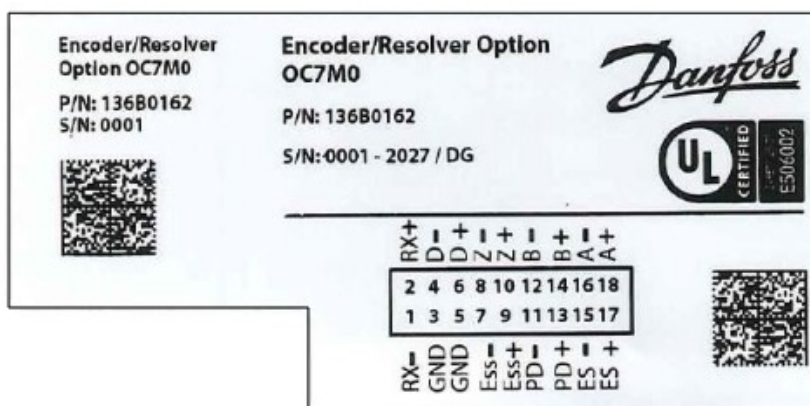 Encoder/Resolver
Option OC7M0
P/N: 136B0162
S/N: 0001
Encoder/Resolver Option
OC7M0
P/N: 136B0162
S/N: 0001 - 2027 / DG
Danfoss
UL
CERTIFIED
E506002
RX+ D- D+ Z- Z+ B- B+ A- A+
2 4 6 8 10 12 14 16 18
1 3 5 7 9 11 13 15 17
RX- GND GND Ess- Ess+ PD- PD+ ES- ES+